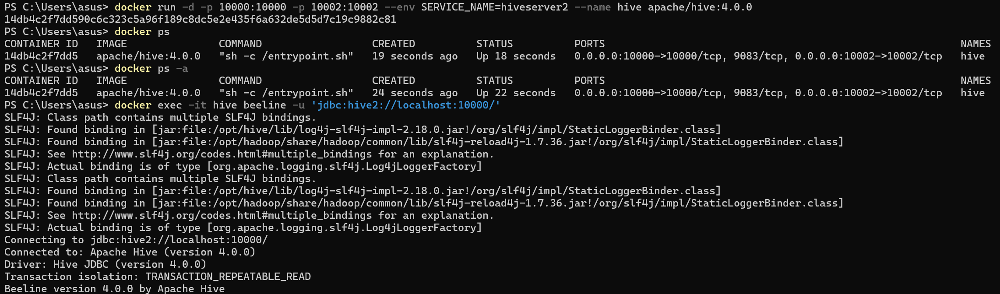 PS C:\Users\asus> docker run -d -p 10000:10000 -p 10002:10002 --env SERVICE_NAME=hiveserver2 --name hive apache/hive:4.0.0
14db4c2f7dd590c6c323c5a96f189c8dc5e2e435f6a632de5d5d7c19c9882c81
PS C:\Users\asus> docker ps
CONTAINER ID   IMAGE               COMMAND                  CREATED          STATUS          PORTS                                                          NAMES
14db4c2f7dd5   apache/hive:4.0.0   "sh -c /entrypoint.sh"   19 seconds ago   Up 18 seconds   0.0.0.0:10000->10000/tcp, 9083/tcp, 0.0.0.0:10002->10002/tcp   hive
PS C:\Users\asus> docker ps -a
CONTAINER ID   IMAGE               COMMAND                  CREATED          STATUS          PORTS                                                          NAMES
14db4c2f7dd5   apache/hive:4.0.0   "sh -c /entrypoint.sh"   24 seconds ago   Up 22 seconds   0.0.0.0:10000->10000/tcp, 9083/tcp, 0.0.0.0:10002->10002/tcp   hive
PS C:\Users\asus> docker exec -it hive beeline -u 'jdbc:hive2://localhost:10000/'
SLF4J: Class path contains multiple SLF4J bindings.
SLF4J: Found binding in [jar:file:/opt/hive/lib/log4j-slf4j-impl-2.18.0.jar!/org/slf4j/impl/StaticLoggerBinder.class]
SLF4J: Found binding in [jar:file:/opt/hadoop/share/hadoop/common/lib/slf4j-reload4j-1.7.36.jar!/org/slf4j/impl/StaticLoggerBinder.class]
SLF4J: See http://www.slf4j.org/codes.html#multiple_bindings for an explanation.
SLF4J: Actual binding is of type [org.apache.logging.slf4j.Log4jLoggerFactory]
SLF4J: Class path contains multiple SLF4J bindings.
SLF4J: Found binding in [jar:file:/opt/hive/lib/log4j-slf4j-impl-2.18.0.jar!/org/slf4j/impl/StaticLoggerBinder.class]
SLF4J: Found binding in [jar:file:/opt/hadoop/share/hadoop/common/lib/slf4j-reload4j-1.7.36.jar!/org/slf4j/impl/StaticLoggerBinder.class]
SLF4J: See http://www.slf4j.org/codes.html#multiple_bindings for an explanation.
SLF4J: Actual binding is of type [org.apache.logging.slf4j.Log4jLoggerFactory]
Connecting to jdbc:hive2://localhost:10000/
Connected to: Apache Hive (version 4.0.0)
Driver: Hive JDBC (version 4.0.0)
Transaction isolation: TRANSACTION_REPEATABLE_READ
Beeline version 4.0.0 by Apache Hive